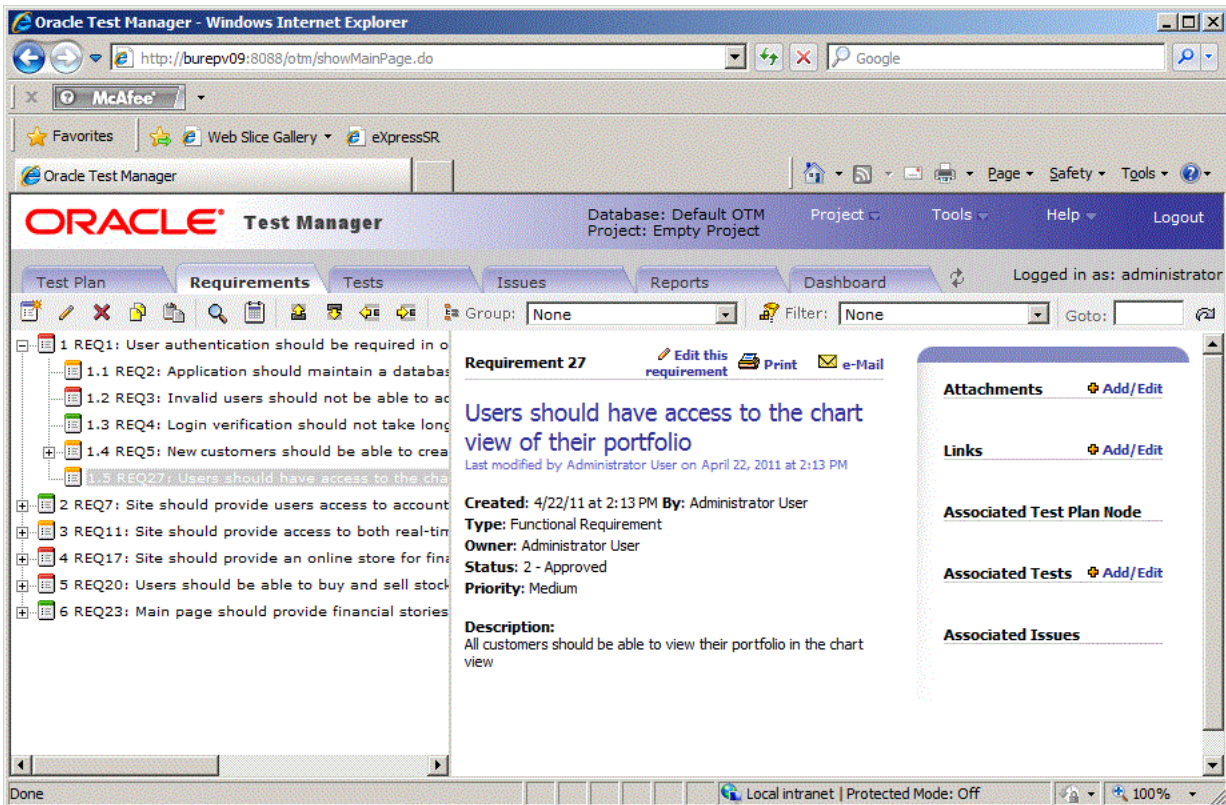 Oracle Test Manager - Windows Internet Explorer
http://burepv09:8088/otm/showMainPage.do
Google
x McAfee
Favorites Web Slice Gallery eXpressSR
Oracle Test Manager Page Safety Tools
ORACLE Test Manager
Database: Default OTM
Project: Empty Project
Project Tools Help Logout
Test Plan Requirements Tests Issues Reports Dashboard Logged in as: administrator
Group: None Filter: None Goto:
1 REQ1: User authentication should be required in o
1.1 REQ2: Application should maintain a databas
1.2 REQ3: Invalid users should not be able to ac
1.3 REQ4: Login verification should not take long
1.4 REQ5: New customers should be able to crea
1.5 REQ27: Users should have access to the cha
2 REQ7: Site should provide users access to account
3 REQ11: Site should provide access to both real-tim
4 REQ17: Site should provide an online store for fina
5 REQ20: Users should be able to buy and sell stock
6 REQ23: Main page should provide financial stories
Requirement 27
Edit this
requirement
Print e-Mail
Users should have access to the chart
view of their portfolio
Last modified by Administrator User on April 22, 2011 at 2:13 PM
Created: 4/22/11 at 2:13 PM By: Administrator User
Type: Functional Requirement
Owner: Administrator User
Status: 2 - Approved
Priority: Medium
Description:
All customers should be able to view their portfolio in the chart
view
Attachments Add/Edit
Links Add/Edit
Associated Test Plan Node
Associated Tests Add/Edit
Associated Issues
Done Local intranet | Protected Mode: Off 100%